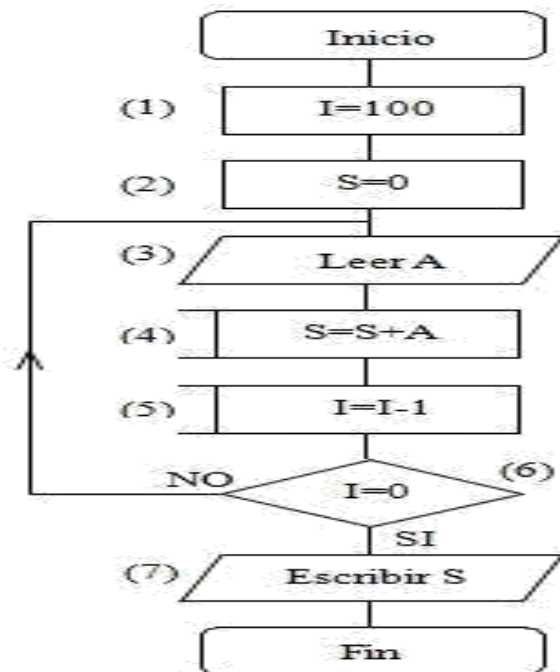 Inicio
(1) I=100
(2) S=0
(3) Leer A
(4) S=S+A
(5) I=I-1
NO I=0 (6)
SI
(7) Escribir S
Fin